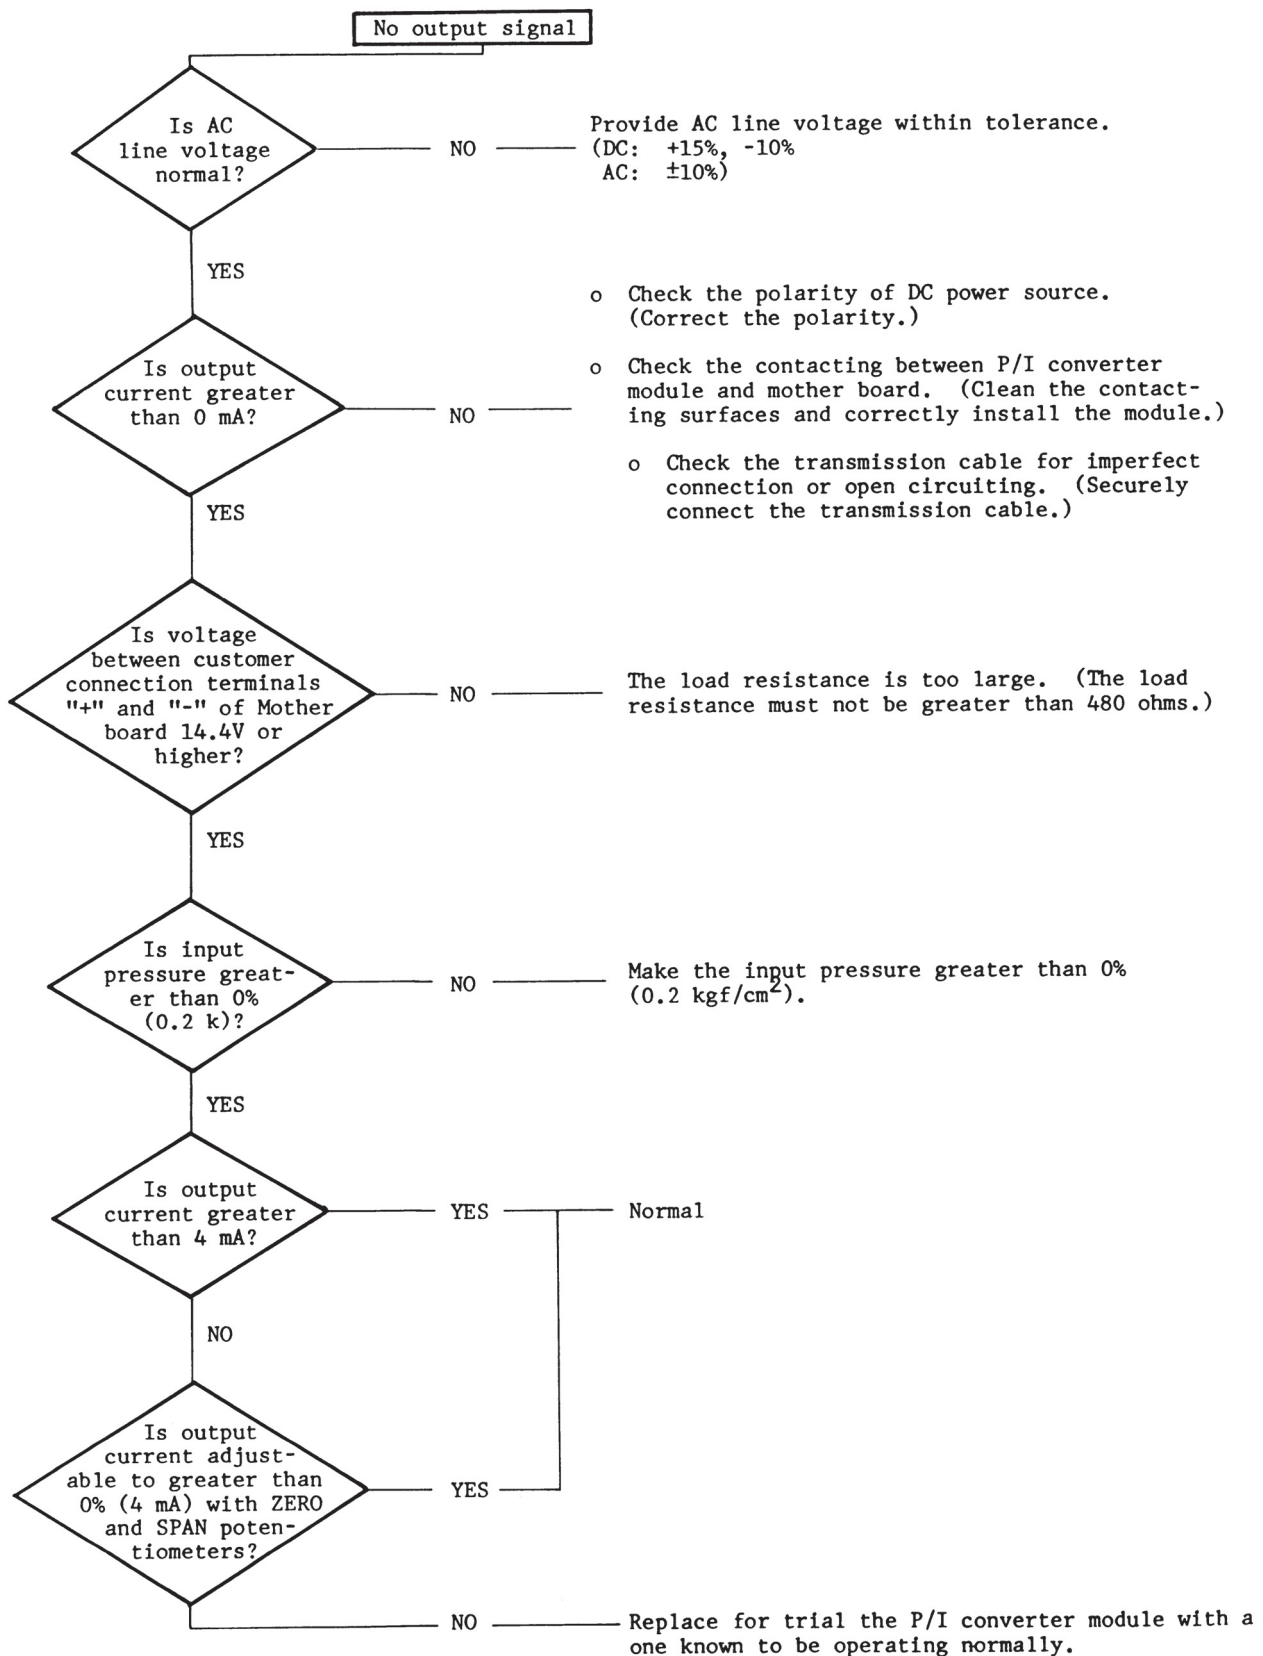 No output signal
Is AC
line voltage
normal?
NO
Provide AC line voltage within tolerance.
(DC: +15%, -10%
AC: ±10%)
YES
Is output
current greater
than 0 mA?
NO
o Check the polarity of DC power source.
(Correct the polarity.)
o Check the contacting between P/I converter
module and mother board. (Clean the contact-
ing surfaces and correctly install the module.)
o Check the transmission cable for imperfect
connection or open circuiting. (Securely
connect the transmission cable.)
YES
Is voltage
between customer
connection terminals
"+" and "-" of Mother
board 14.4V or
higher?
NO
The load resistance is too large. (The load
resistance must not be greater than 480 ohms.)
YES
Is input
pressure great-
er than 0%
(0.2 k)?
NO
Make the input pressure greater than 0%
(0.2 kgf/cm²).
YES
Is output
current greater
than 4 mA?
YES
Normal
NO
Is output
current adjust-
able to greater than
0% (4 mA) with ZERO
and SPAN poten-
tiometers?
YES
NO
Replace for trial the P/I converter module with a
one known to be operating normally.